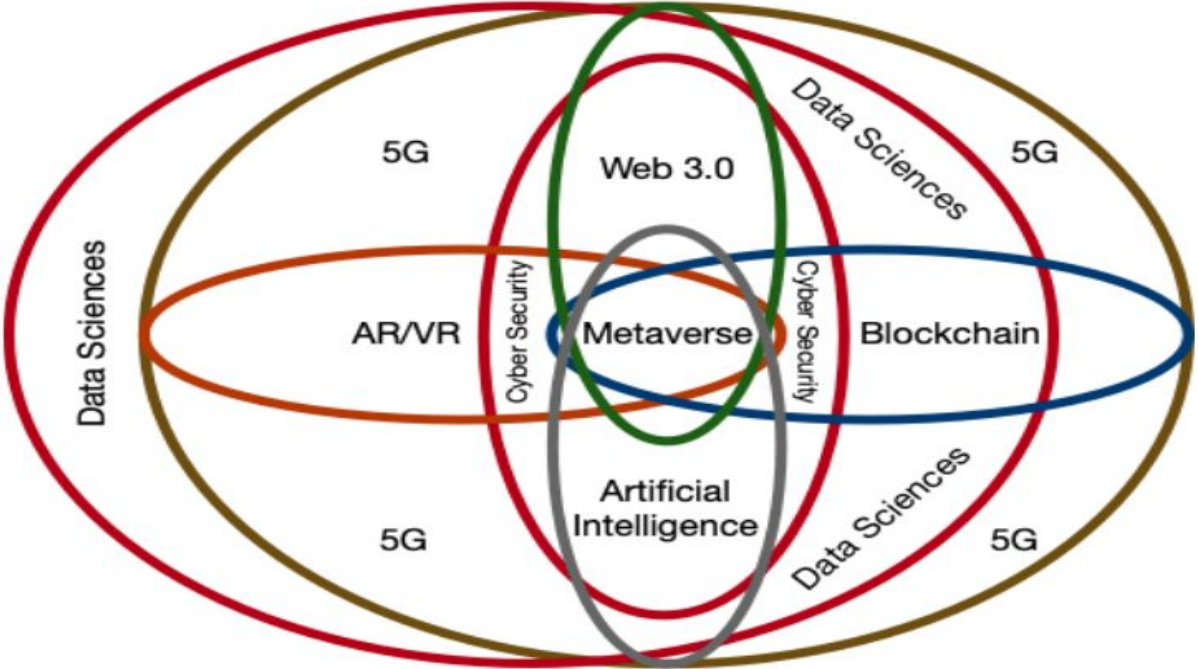 Data Sciences
5G
5G
Web 3.0
Data Sciences
AR/VR
Cyber Security
Metaverse
Cyber Security
Blockchain
Artificial
Intelligence
5G
Data Sciences
5G